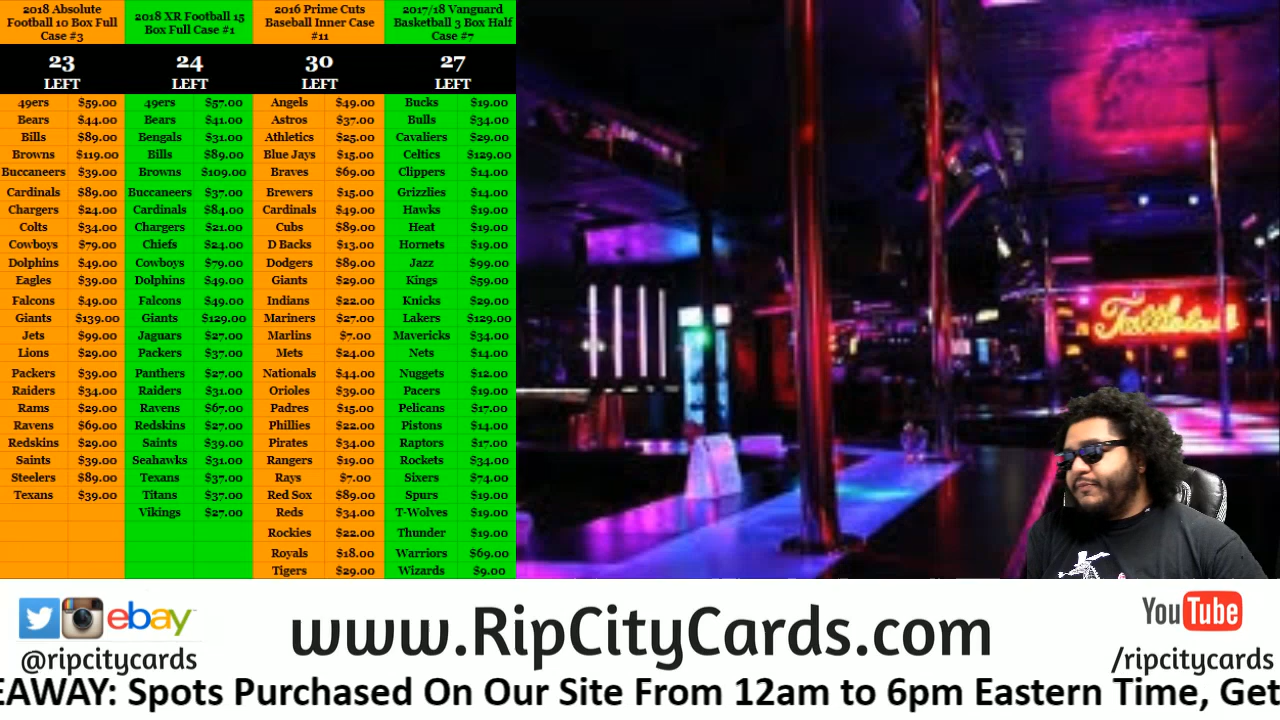 2018 Absolute
Football 10 Box Full
Case #3
23
LEFT
49ers $59.00
Bears $44.00
Bills $89.00
Browns $119.00
Buccaneers $39.00
Cardinals $89.00
Chargers $24.00
Colts $34.00
Cowboys $79.00
Dolphins $49.00
Eagles $39.00
Falcons $49.00
Giants $139.00
Jets $99.00
Lions $29.00
Packers $39.00
Raiders $34.00
Rams $29.00
Ravens $69.00
Redskins $29.00
Saints $39.00
Steelers $89.00
Texans $39.00
2018 XR Football 15
Box Full Case #1
24
LEFT
49ers $57.00
Bears $41.00
Bengals $31.00
Bills $89.00
Browns $109.00
Buccaneers $37.00
Cardinals $84.00
Chargers $21.00
Chiefs $24.00
Cowboys $79.00
Dolphins $49.00
Falcons $49.00
Giants $129.00
Jaguars $27.00
Packers $37.00
Panthers $27.00
Raiders $31.00
Ravens $67.00
Redskins $27.00
Saints $39.00
Seahawks $31.00
Texans $37.00
Titans $37.00
Vikings $27.00
2016 Prime Cuts
Baseball Inner Case
#11
30
LEFT
Angels $49.00
Astros $37.00
Athletics $25.00
Blue Jays $15.00
Braves $69.00
Brewers $15.00
Cardinals $49.00
Cubs $89.00
D Backs $13.00
Dodgers $89.00
Giants $29.00
Indians $22.00
Mariners $27.00
Marlins $7.00
Mets $24.00
Nationals $44.00
Orioles $39.00
Padres $15.00
Phillies $22.00
Pirates $34.00
Rangers $19.00
Rays $7.00
Red Sox $89.00
Reds $34.00
Rockies $22.00
Royals $18.00
Tigers $29.00
2017/18 Vanguard
Basketball 3 Box Half
Case #7
27
LEFT
Bucks $19.00
Bulls $34.00
Cavaliers $29.00
Celtics $129.00
Clippers $14.00
Grizzlies $14.00
Hawks $19.00
Heat $19.00
Hornets $19.00
Jazz $99.00
Kings $59.00
Knicks $29.00
Lakers $129.00
Mavericks $34.00
Nets $14.00
Nuggets $12.00
Pacers $19.00
Pelicans $17.00
Pistons $14.00
Raptors $17.00
Rockets $34.00
Sixers $74.00
Spurs $19.00
T-Wolves $19.00
Thunder $19.00
Warriors $69.00
Wizards $9.00
ebay
@ripcitycards
www.RipCityCards.com
YouTube
/ripcitycards
EAWAY: Spots Purchased On Our Site From 12am to 6pm Eastern Time, Get